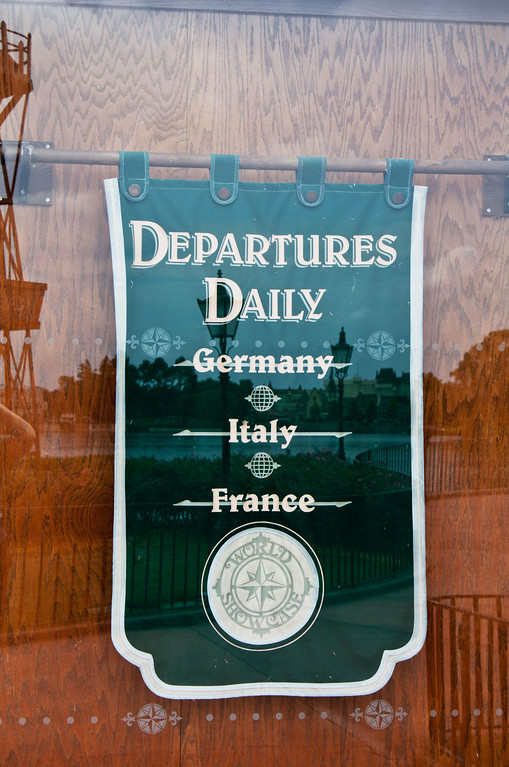 DEPARTURES
DAILY
Germany
Italy
France
WORLD
SHOWCASE